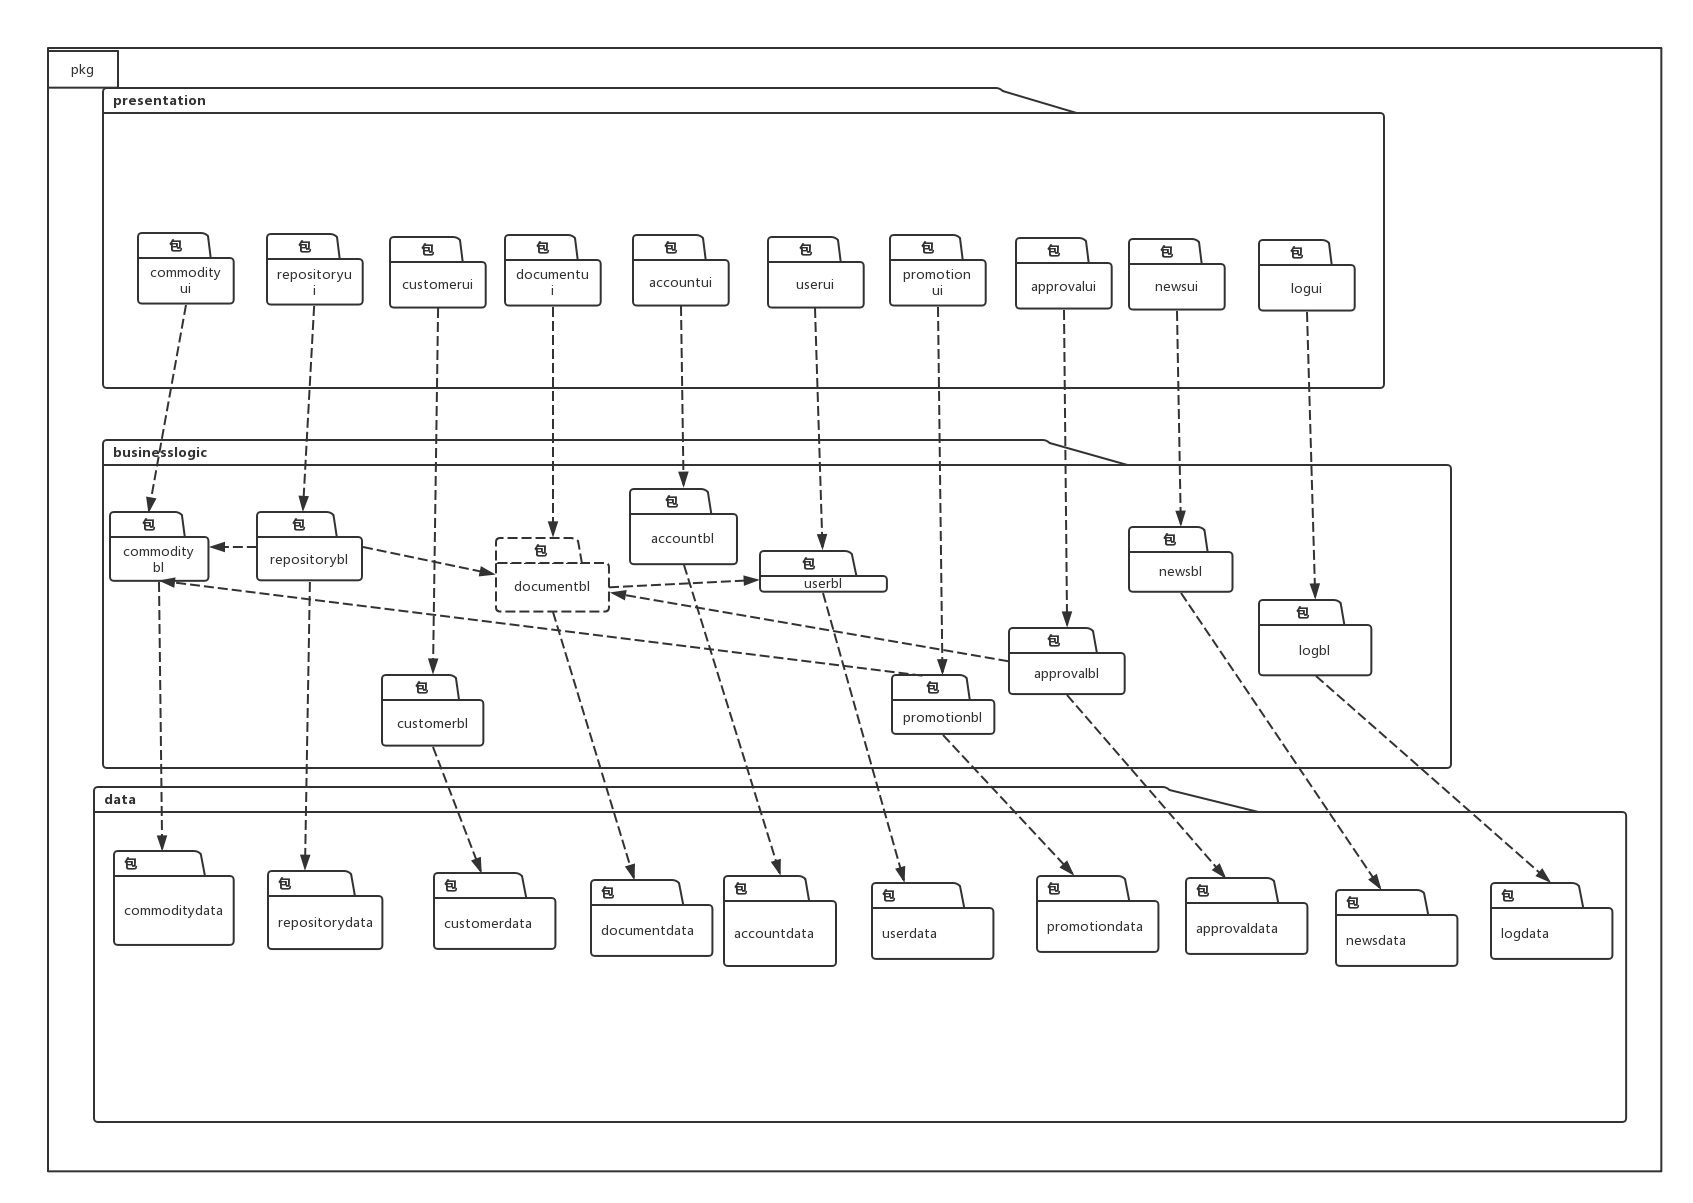 pkg
presentation
包
commodity
ui
包
repositoryu
i
包
customerui
包
documentu
i
包
accountui
包
userui
包
promotion
ui
包
approvalui
包
newsui
包
logui
businesslogic
包
commodity
bl
包
repositorybl
包
documentbl
包
accountbl
包
userbl
包
newsbl
包
logbl
包
customerbl
包
promotionbl
包
approvalbl
data
包
commoditydata
包
repositorydata
包
customerdata
包
documentdata
包
accountdata
包
userdata
包
promotiondata
包
approvaldata
包
newsdata
包
logdata